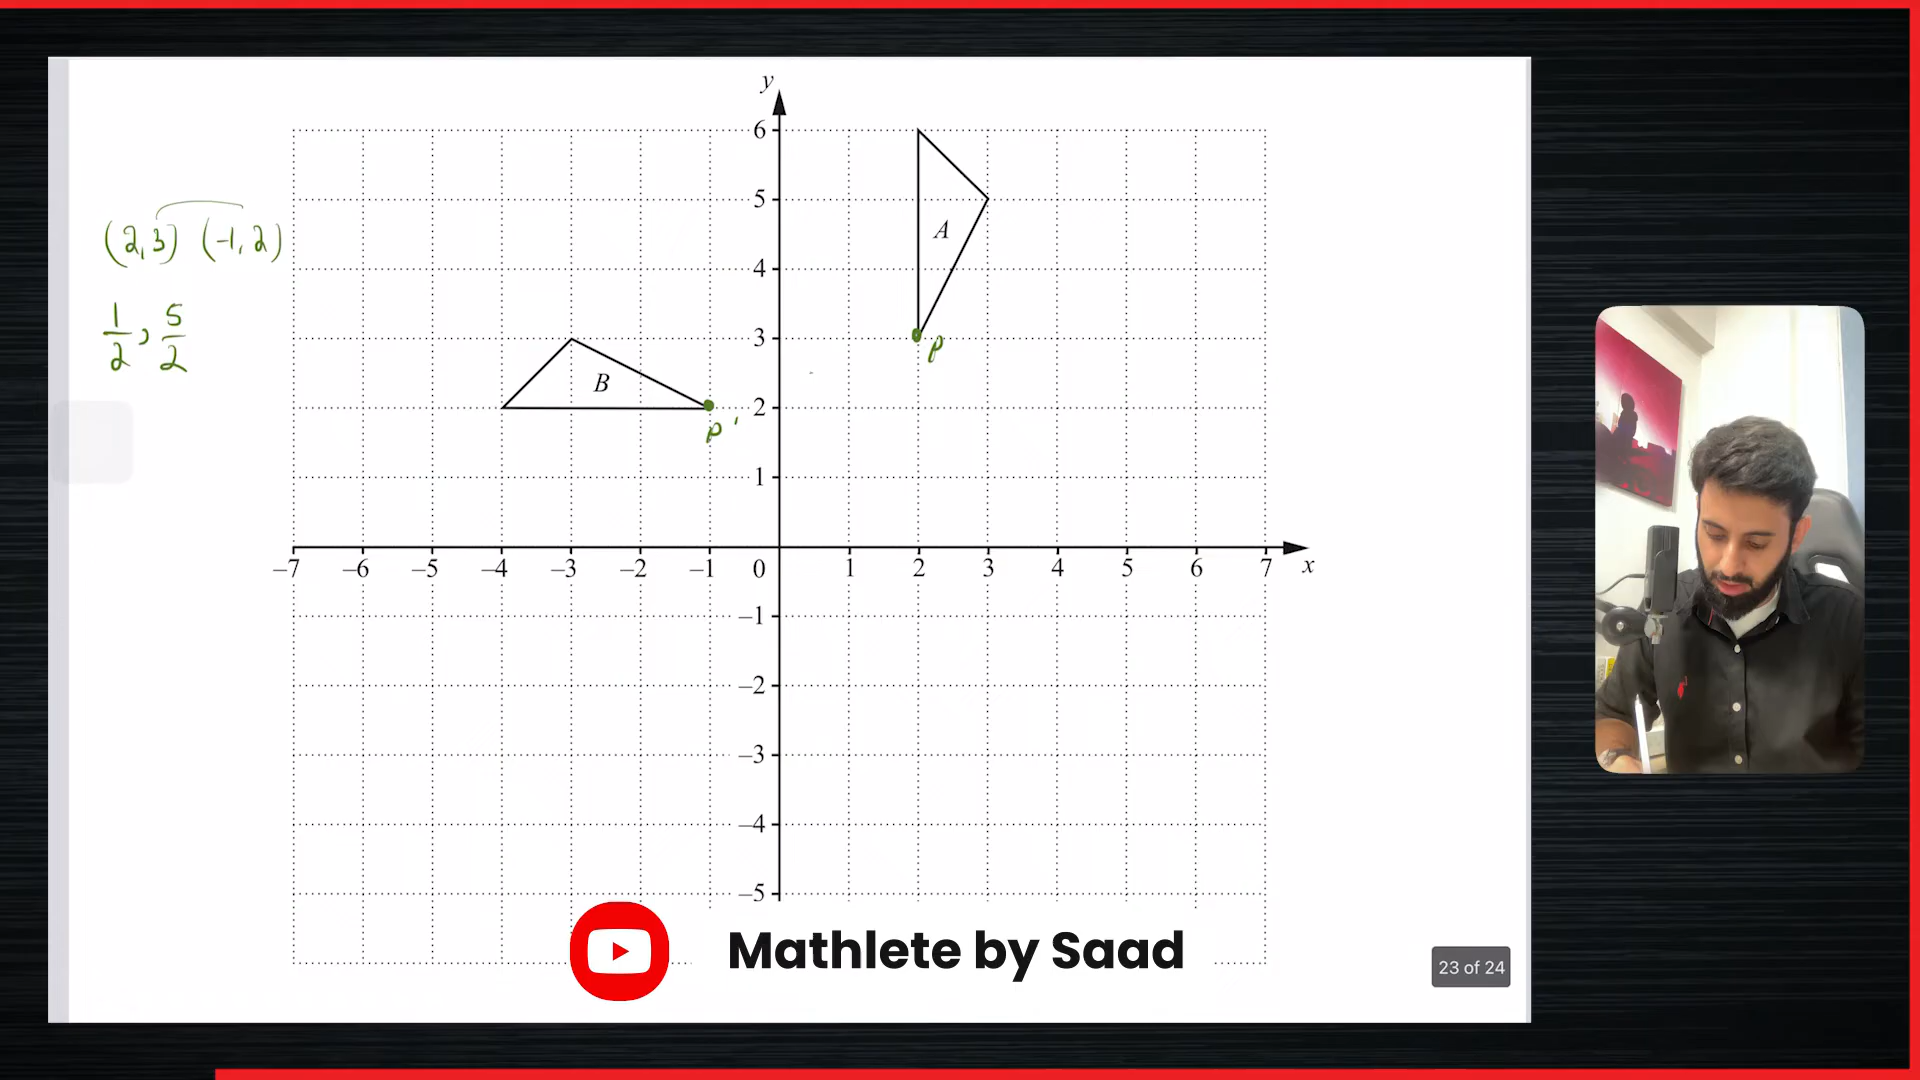 y
6
5
(2,3) (-1,2)
A
4
1/2, 5/2
3
P
B
2
P'
1
–7 –6 –5 –4 –3 –2 –1 0 1 2 3 4 5 6 7 x
–1
–2
–3
–4
–5
Mathlete by Saad
23 of 24